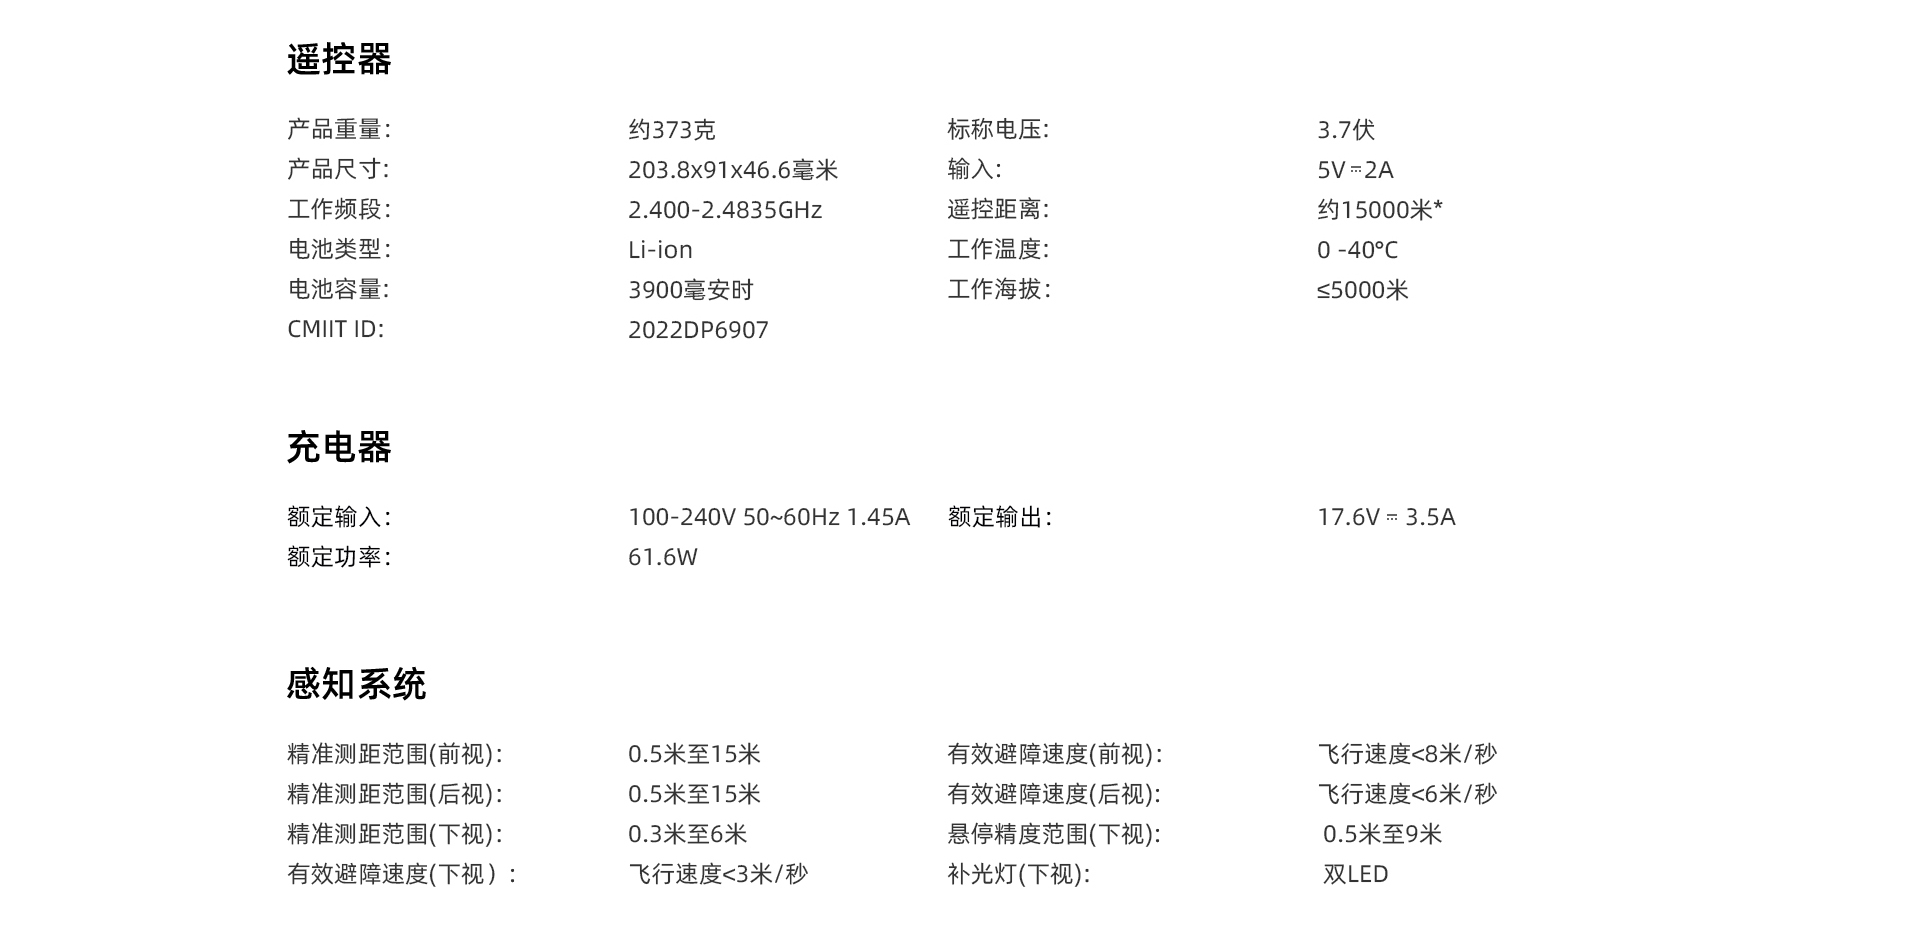 遥控器
产品重量： 约373克 标称电压: 3.7伏
产品尺寸: 203.8x91x46.6毫米 输入: 5V⎓2A
工作频段： 2.400-2.4835GHz 遥控距离: 约15000米*
电池类型： Li-ion 工作温度: 0 -40°C
电池容量: 3900毫安时 工作海拔： ≤5000米
CMIIT ID: 2022DP6907
充电器
额定输入： 100-240V 50~60Hz 1.45A 额定输出： 17.6V ⎓ 3.5A
额定功率： 61.6W
感知系统
精准测距范围(前视)： 0.5米至15米 有效避障速度(前视)： 飞行速度<8米/秒
精准测距范围(后视)： 0.5米至15米 有效避障速度(后视): 飞行速度<6米/秒
精准测距范围(下视)： 0.3米至6米 悬停精度范围(下视): 0.5米至9米
有效避障速度(下视）： 飞行速度<3米/秒 补光灯(下视): 双LED